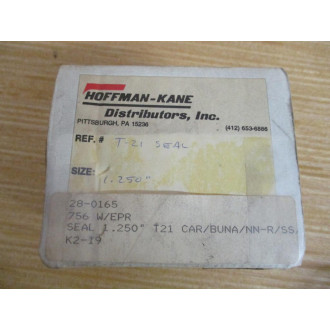 HOFFMAN-KANE
Distributors, Inc.
PITTSBURGH, PA 15236
(412) 653-6886
REF. # T-21 SEAL
SIZE: 1.250"
28-0165
756 W/EPR
SEAL 1.250" T21 CAR/BUNA/NN-R/SS
K2-19